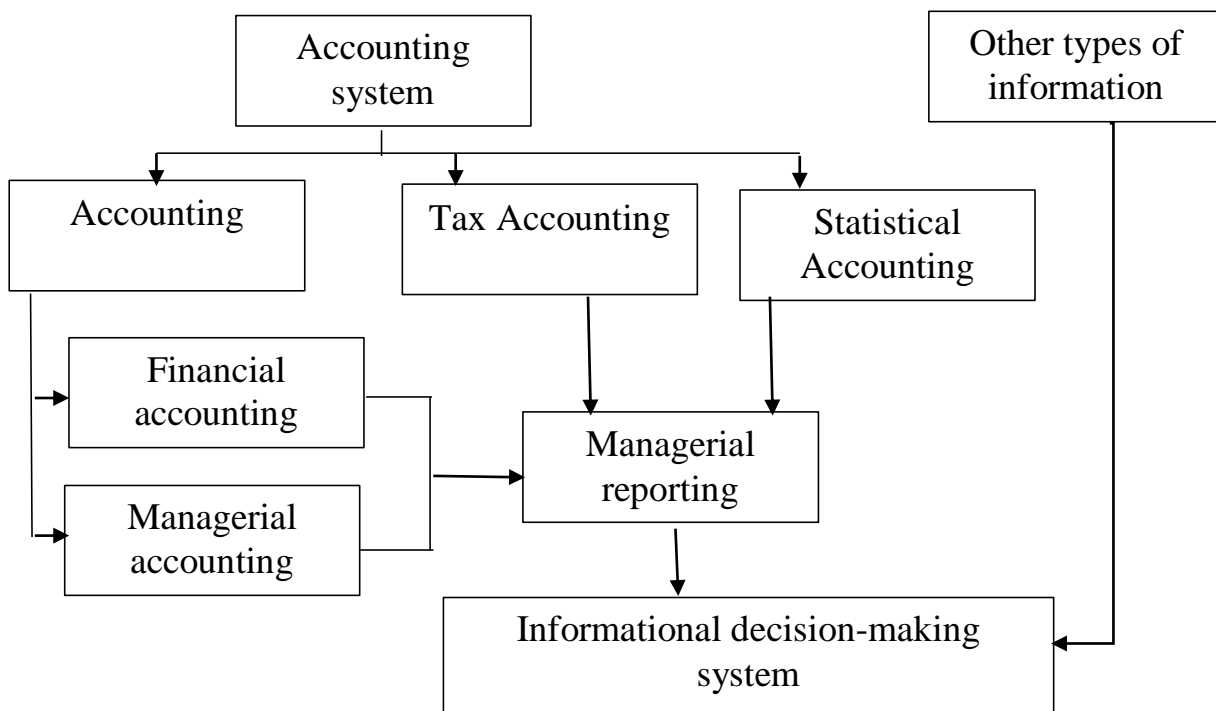 Accounting
system
Other types of
information
Accounting
Tax Accounting
Statistical
Accounting
Financial
accounting
Managerial
reporting
Managerial
accounting
Informational decision-making
system